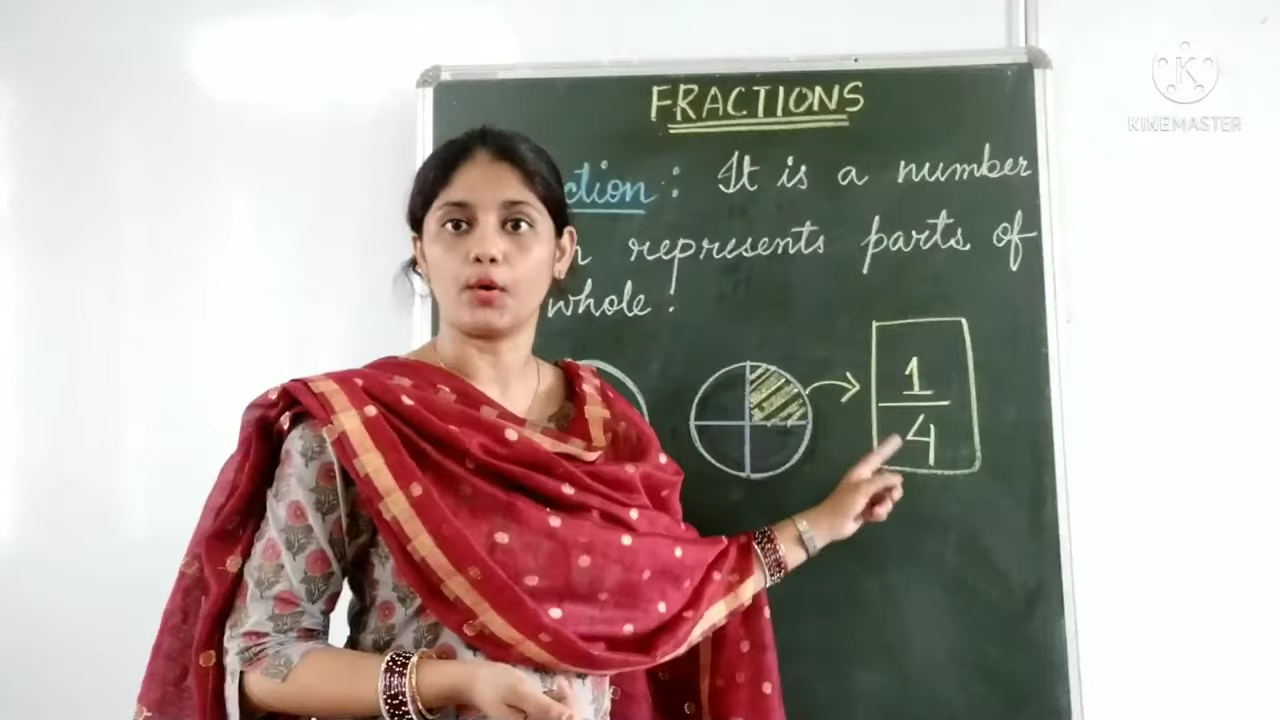 FRACTIONS
ction : It is a number
represents parts of
whole.
1
4
KINEMASTER